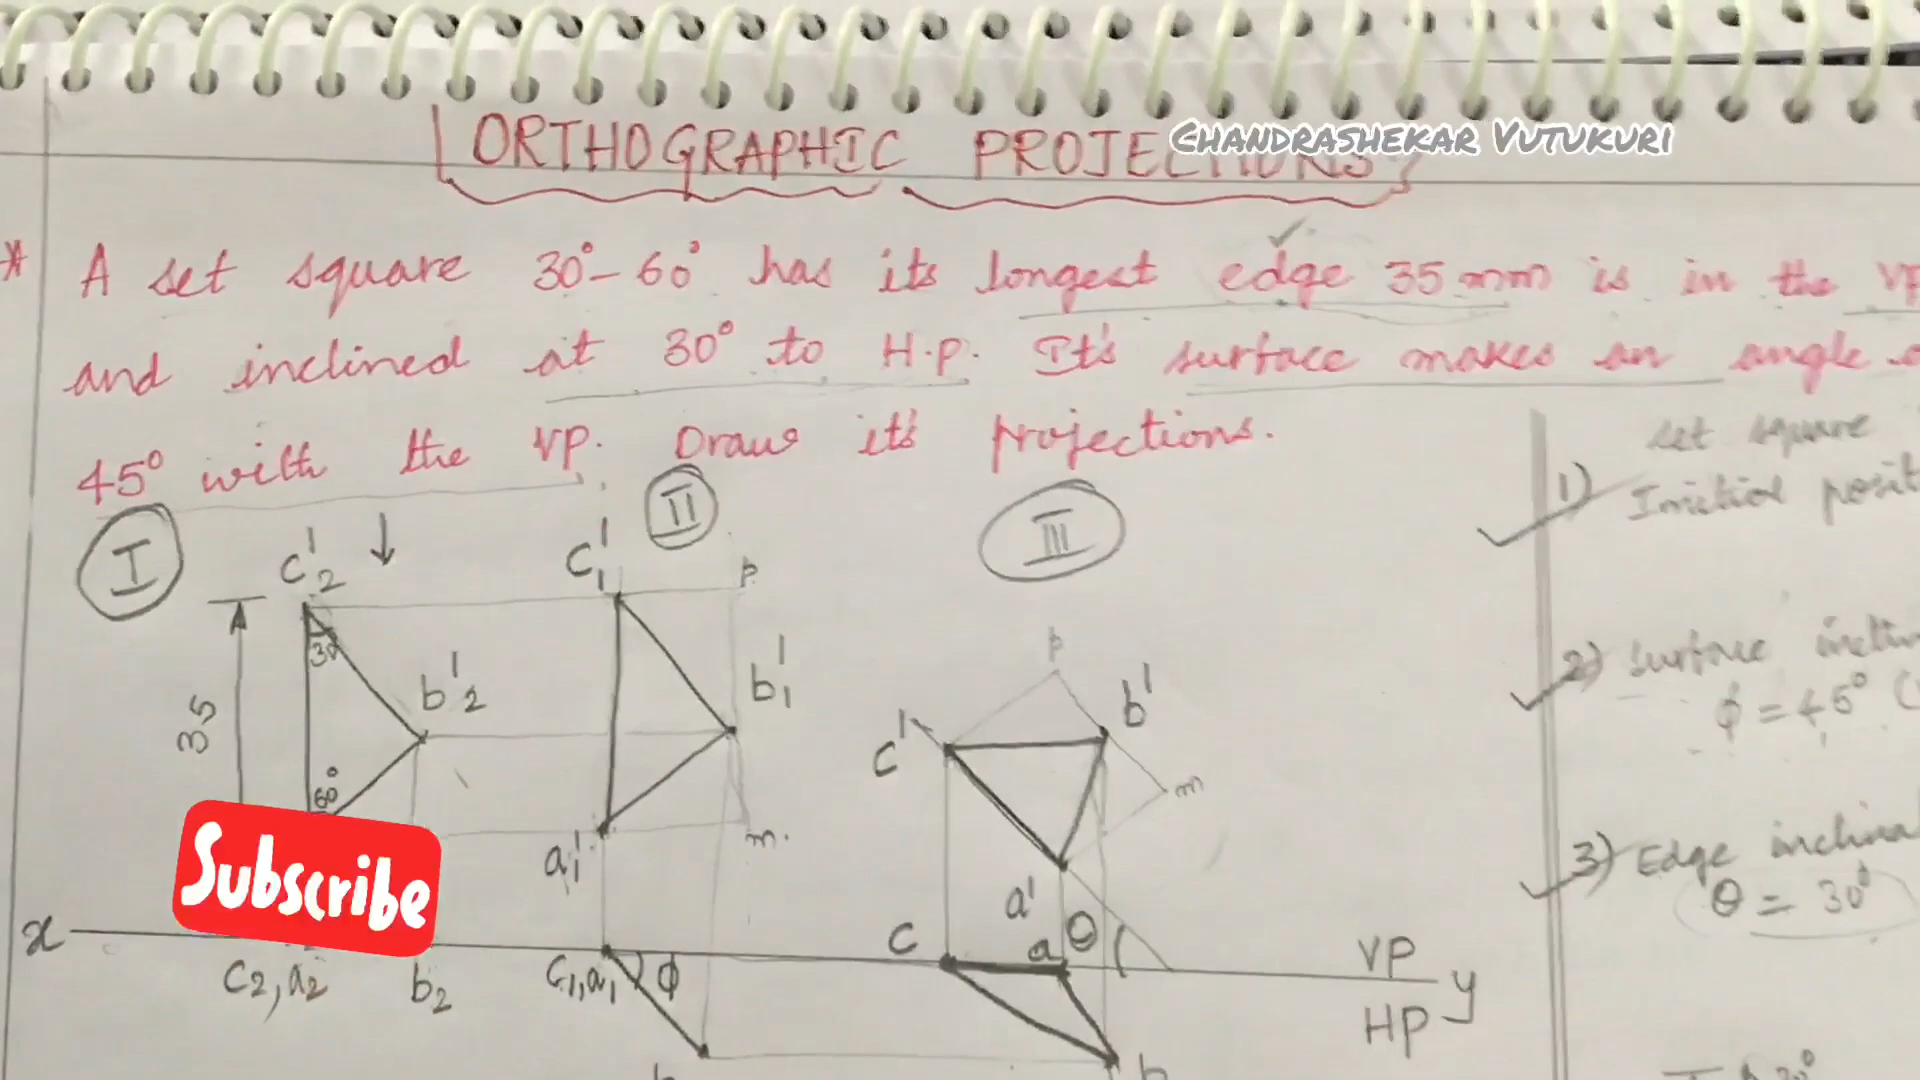 ORTHOGRAPHIC PROJECTIONS
CHANDRASHEKAR VUTUKURI
* A set square 30°-60° has its longest edge 35 mm is in the VP
and inclined at 30° to H.P. It's surface makes an angle
45° with the VP. Draw it's projections.
set square
1) Initial posit
2) surface inclin
ϕ = 45° (
3) Edge inclina
θ = 30°
I
II
III
c'2
c'1
p
30
b'2
b'1
35
60°
p
b'
c'
m
a'1
m.
a'
Subscribe
x
c
a
θ
VP
y
HP
c2, a2
b2
c1, a1
ϕ
b